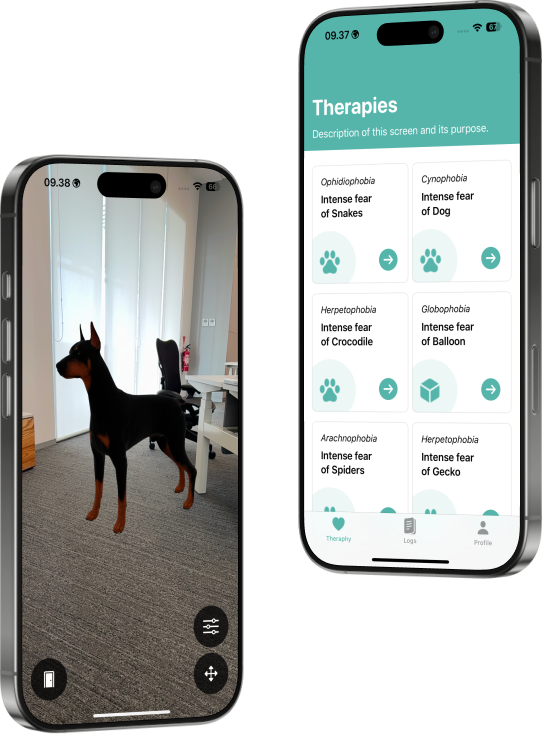 09.37
67
Therapies
Description of this screen and its purpose.
Ophidiophobia
Intense fear
of Snakes
Cynophobia
Intense fear
of Dog
Herpetophobia
Intense fear
of Crocodile
Globophobia
Intense fear
of Balloon
Arachnophobia
Intense fear
of Spiders
Herpetophobia
Intense fear
of Gecko
Theraphy
Logs
Profile
09.38
66